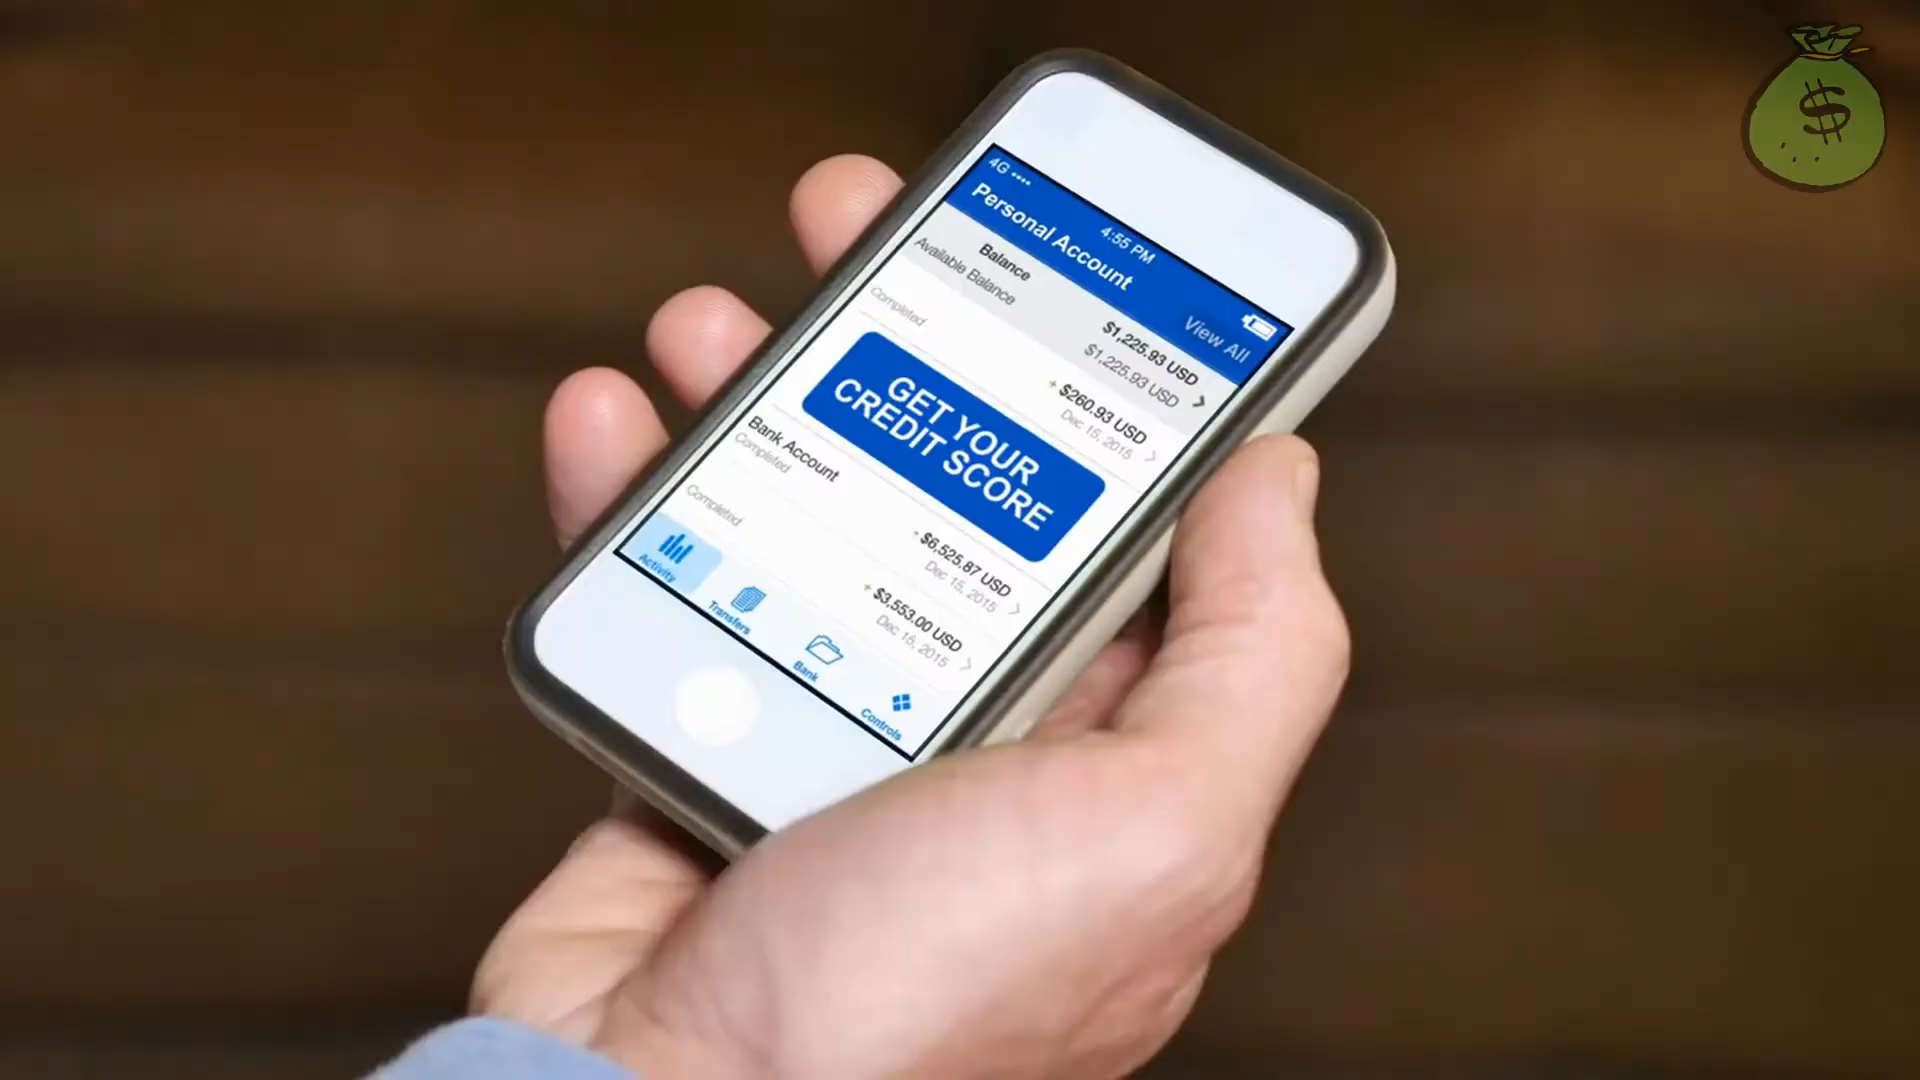 4G
4:55 PM
Personal Account
View All
Balance
$1,225.93 USD
Available Balance
$1,225.93 USD
+ $260.93 USD
Completed
Dec 15, 2015
GET YOUR
CREDIT SCORE
Bank Account
- $6,525.87 USD
Completed
Dec 15, 2015
+ $3,553.00 USD
Completed
Dec 16, 2015
Activity
Transfers
Bank
Controls
$